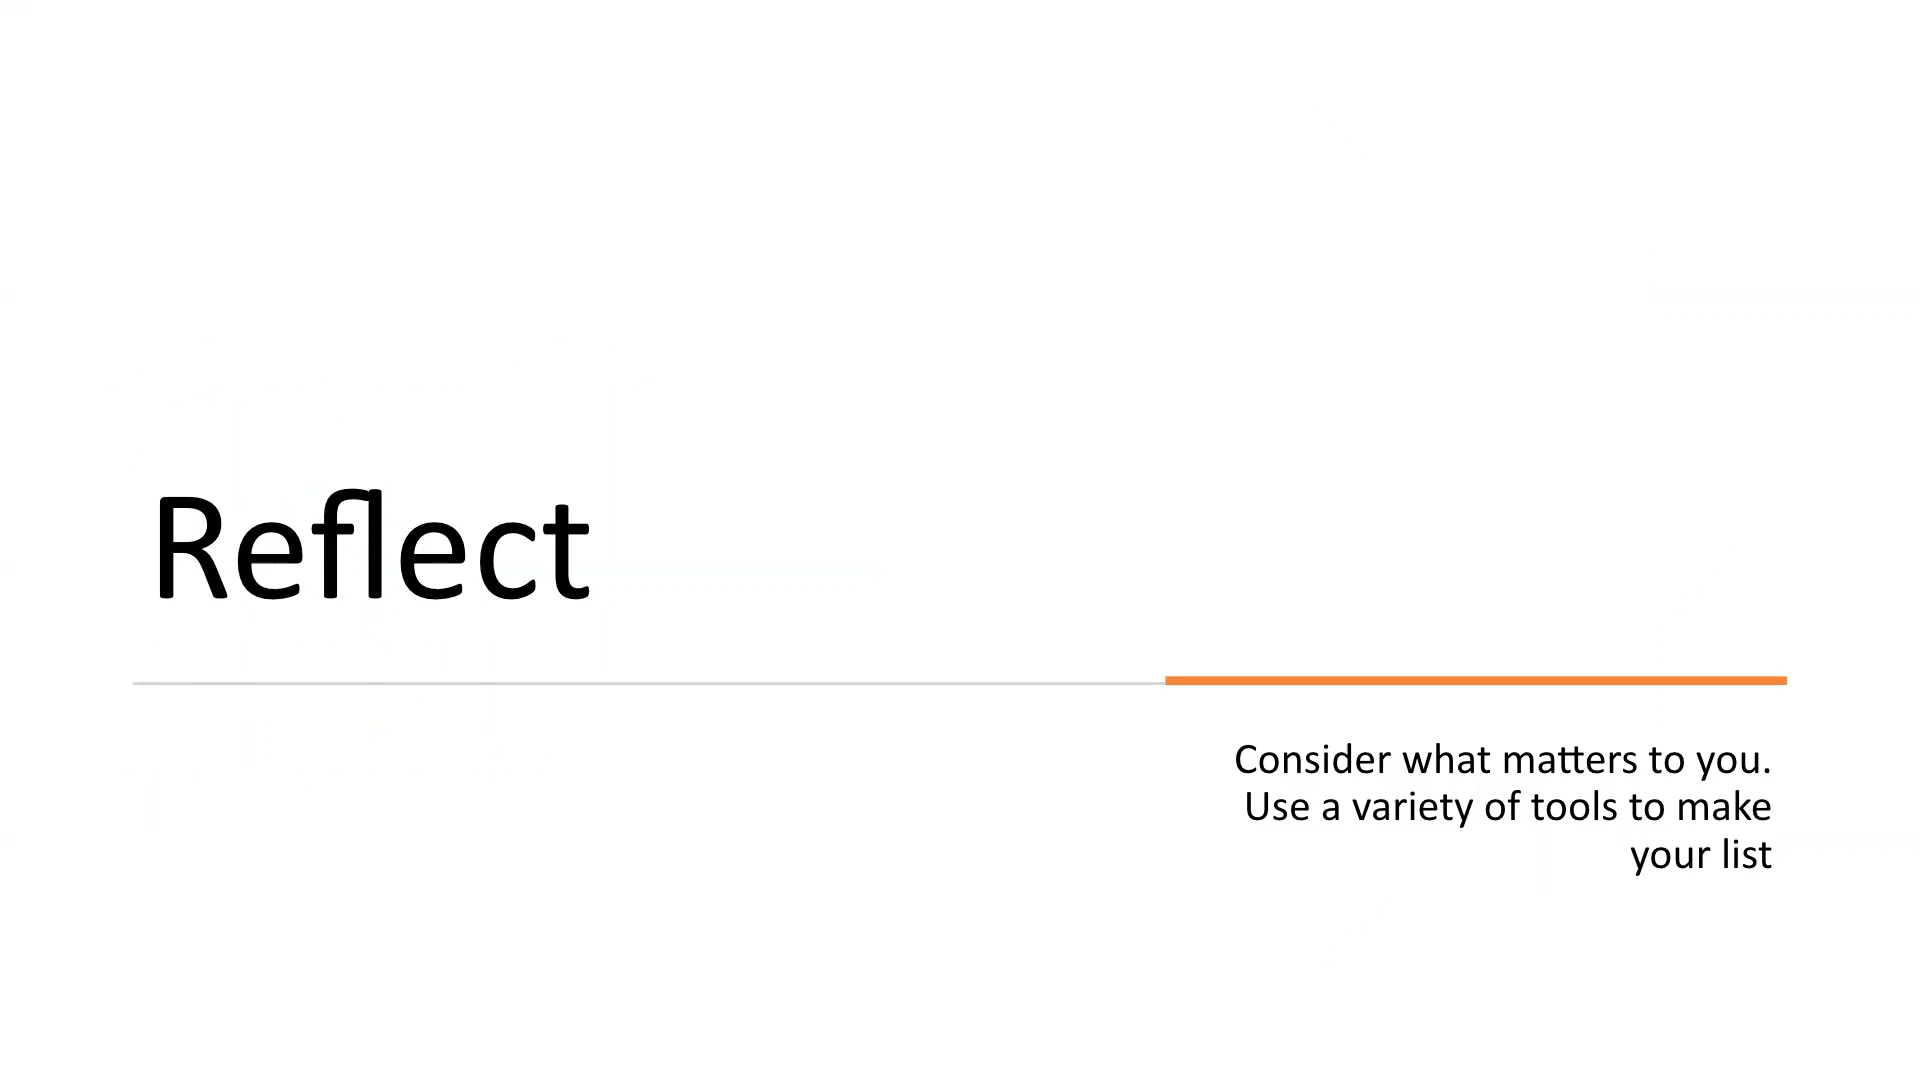 Reflect
Consider what matters to you.
Use a variety of tools to make
your list